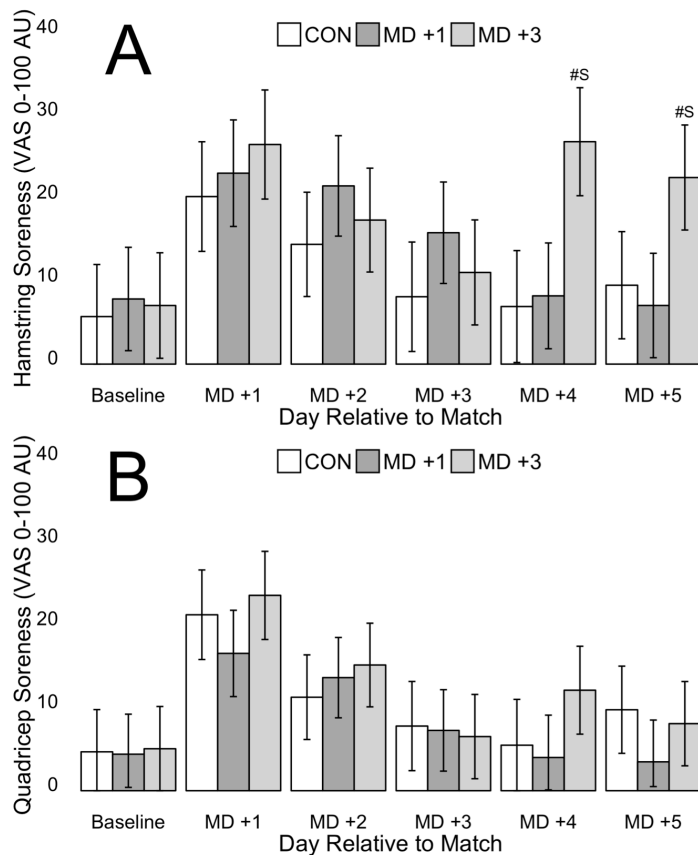 A
CON MD +1 MD +3
Hamstring Soreness (VAS 0-100 AU)
40
30
20
10
0
#S
#S
Baseline MD +1 MD +2 MD +3 MD +4 MD +5
Day Relative to Match
B
CON MD +1 MD +3
Quadricep Soreness (VAS 0-100 AU)
40
30
20
10
0
Baseline MD +1 MD +2 MD +3 MD +4 MD +5
Day Relative to Match